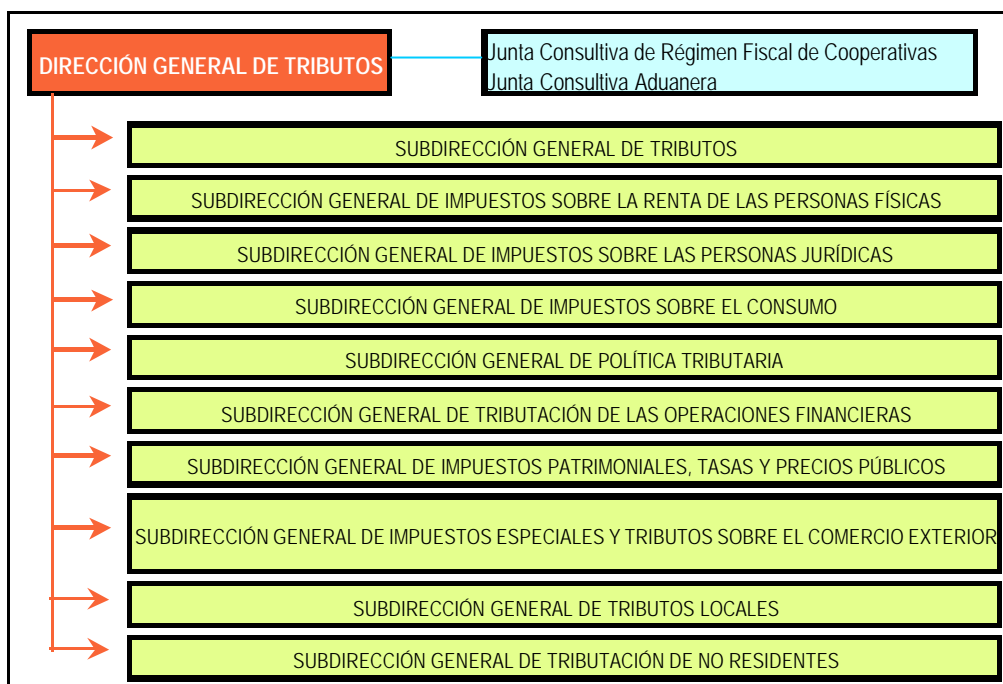 DIRECCIÓN GENERAL DE TRIBUTOS
Junta Consultiva de Régimen Fiscal de Cooperativas
Junta Consultiva Aduanera
SUBDIRECCIÓN GENERAL DE TRIBUTOS
SUBDIRECCIÓN GENERAL DE IMPUESTOS SOBRE LA RENTA DE LAS PERSONAS FÍSICAS
SUBDIRECCIÓN GENERAL DE IMPUESTOS SOBRE LAS PERSONAS JURÍDICAS
SUBDIRECCIÓN GENERAL DE IMPUESTOS SOBRE EL CONSUMO
SUBDIRECCIÓN GENERAL DE POLÍTICA TRIBUTARIA
SUBDIRECCIÓN GENERAL DE TRIBUTACIÓN DE LAS OPERACIONES FINANCIERAS
SUBDIRECCIÓN GENERAL DE IMPUESTOS PATRIMONIALES, TASAS Y PRECIOS PÚBLICOS
SUBDIRECCIÓN GENERAL DE IMPUESTOS ESPECIALES Y TRIBUTOS SOBRE EL COMERCIO EXTERIOR
SUBDIRECCIÓN GENERAL DE TRIBUTOS LOCALES
SUBDIRECCIÓN GENERAL DE TRIBUTACIÓN DE NO RESIDENTES